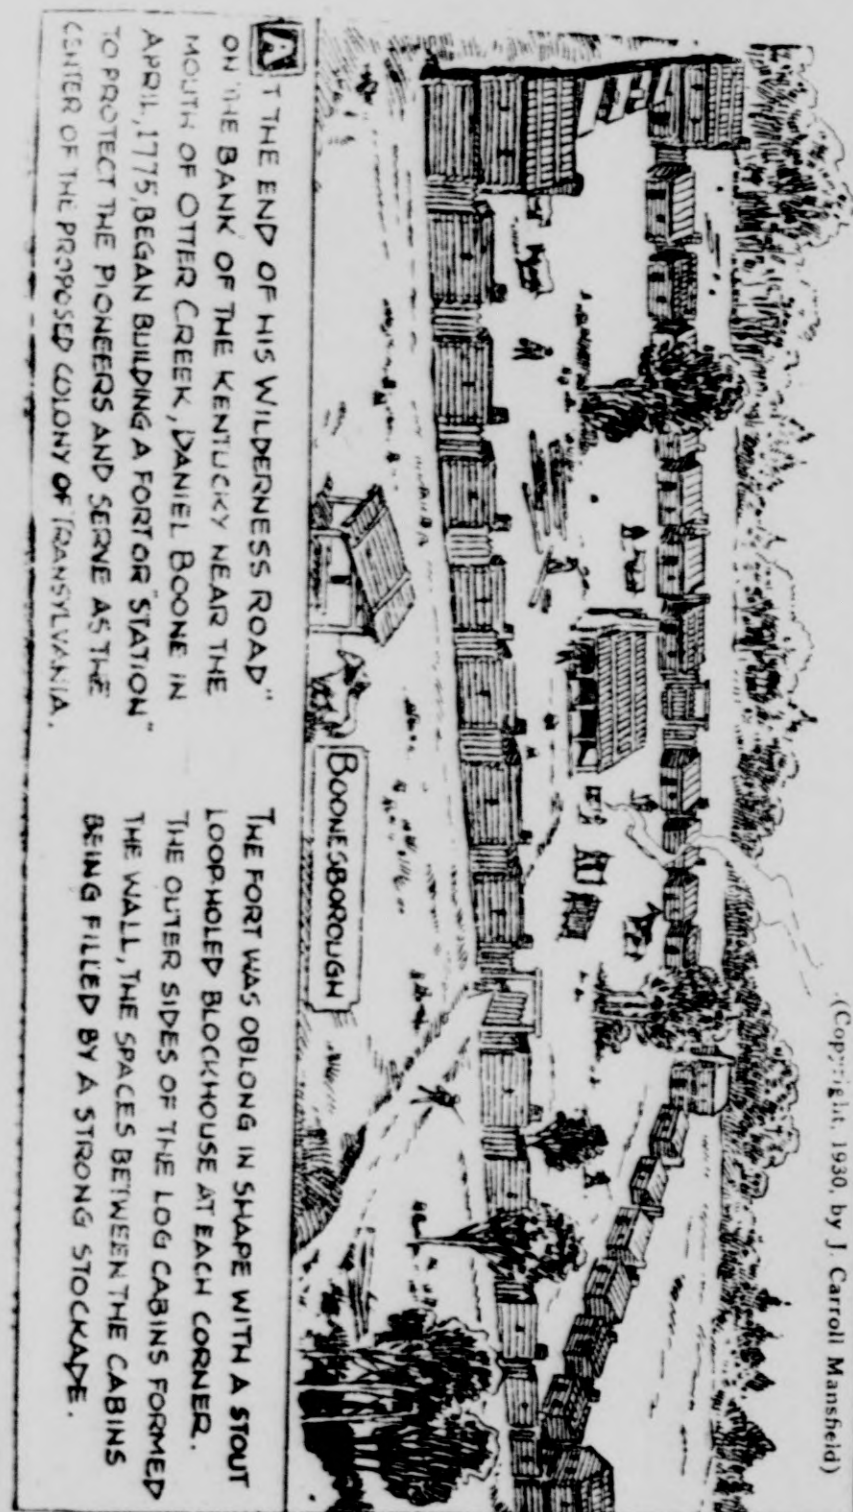 (Copyright, 1930, by J. Carroll Mansfield)
BOONESBOROUGH
AT THE END OF HIS WILDERNESS ROAD"
ON THE BANK OF THE KENTUCKY NEAR THE
MOUTH OF OTTER CREEK, DANIEL BOONE IN
APRIL, 1775, BEGAN BUILDING A FORT OR "STATION"
TO PROTECT THE PIONEERS AND SERVE AS THE
CENTER OF THE PROPOSED COLONY OF TRANSYLVANIA.
THE FORT WAS OBLONG IN SHAPE WITH A STOUT
LOOP-HOLED BLOCKHOUSE AT EACH CORNER.
THE OUTER SIDES OF THE LOG CABINS FORMED
THE WALL, THE SPACES BETWEEN THE CABINS
BEING FILLED BY A STRONG STOCKADE.